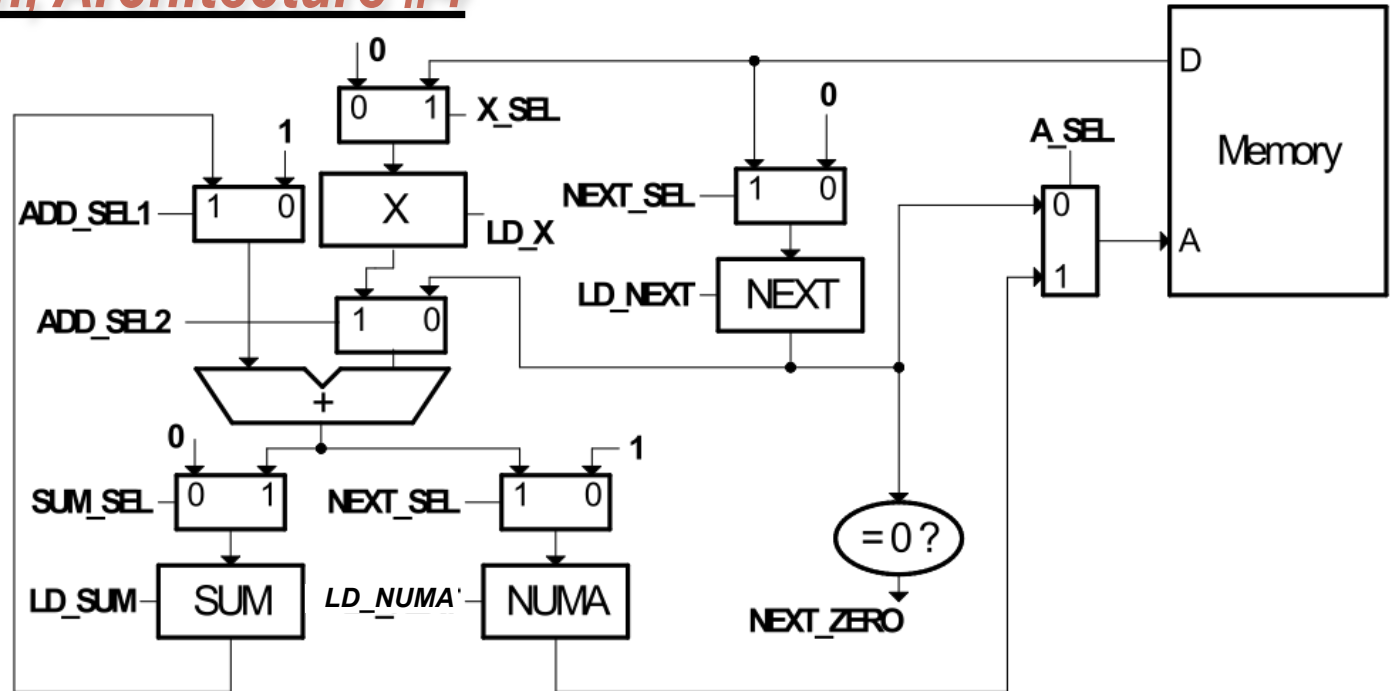 Architecture #
0
D
0 1
X_SEL
0
A_SEL
Memory
1
1 0
ADD_SEL1
X
LD_X
NEXT_SEL
1 0
0
A
1
LD_NEXT
NEXT
ADD_SEL2
1 0
+
0
1
SUM_SEL
0 1
NEXT_SEL
1 0
=0?
LD_SUM
SUM
LD_NUMA
NUMA
NEXT_ZERO